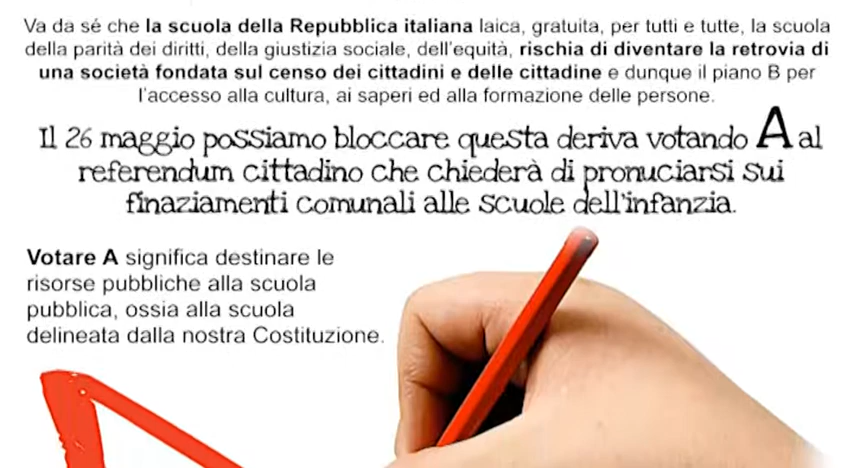 Va da sé che la scuola della Repubblica italiana laica, gratuita, per tutti e tutte, la scuola
della parità dei diritti, della giustizia sociale, dell'equità, rischia di diventare la retrovia di
una società fondata sul censo dei cittadini e delle cittadine e dunque il piano B per
l'accesso alla cultura, ai saperi ed alla formazione delle persone.
Il 26 maggio possiamo bloccare questa deriva votando A al
referendum cittadino che chiederà di pronuciarsi sui
finaziamenti comunali alle scuole dell'infanzia.
Votare A significa destinare le
risorse pubbliche alla scuola
pubblica, ossia alla scuola
delineata dalla nostra Costituzione.